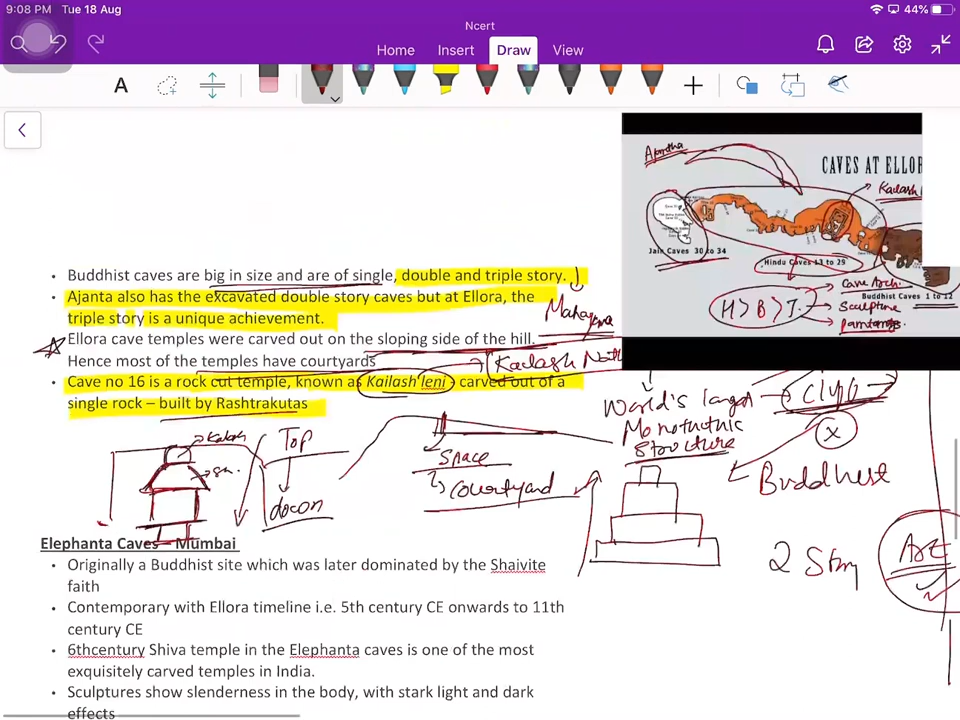 9:08 PM Tue 18 Aug
44%
Ncert
Home Insert Draw View
A
Ajantha
CAVES AT ELLOR
Kailash
Jain Caves 30 to 34
Hindu Caves 13 to 29
Buddhist Caves 1 to 12
H > B > J
Cave Arch.
Sculpture
Paintings.
• Buddhist caves are big in size and are of single, double and triple story.
• Ajanta also has the excavated double story caves but at Ellora, the
triple story is a unique achievement.
Ellora cave temples were carved out on the sloping side of the hill.
Hence most of the temples have courtyards
• Cave no 16 is a rock cut temple, known as Kailash leni - carved out of a
single rock – built by Rashtrakutas
Mahayana
Kailash Nath
World's largest
Monolithic
Structure
Buddhist
2 Story
Top
down
Space
Courtyard
Elephanta Caves – Mumbai
• Originally a Buddhist site which was later dominated by the Shaivite
faith
• Contemporary with Ellora timeline i.e. 5th century CE onwards to 11th
century CE
• 6thcentury Shiva temple in the Elephanta caves is one of the most
exquisitely carved temples in India.
• Sculptures show slenderness in the body, with stark light and dark
effects